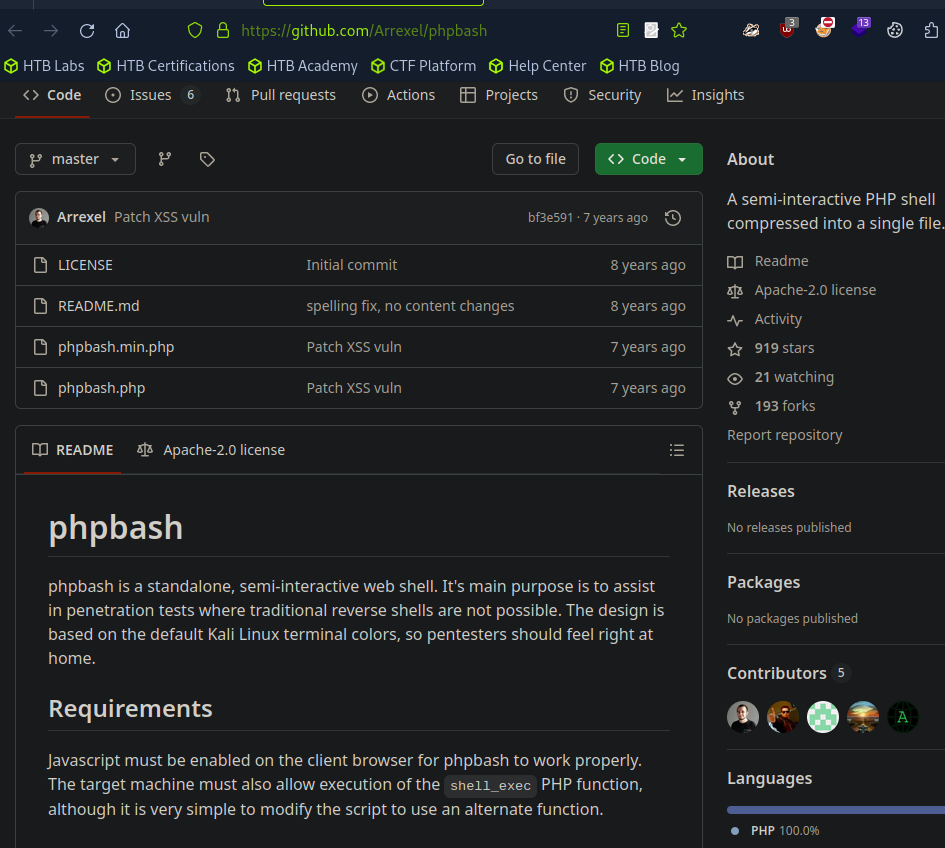 https://github.com/Arrexel/phpbash
3
13
HTB Labs HTB Certifications HTB Academy CTF Platform Help Center HTB Blog
Code Issues 6 Pull requests Actions Projects Security Insights
master Go to file Code
Arrexel Patch XSS vuln bf3e591 · 7 years ago
LICENSE Initial commit 8 years ago
README.md spelling fix, no content changes 8 years ago
phpbash.min.php Patch XSS vuln 7 years ago
phpbash.php Patch XSS vuln 7 years ago
README Apache-2.0 license
phpbash
phpbash is a standalone, semi-interactive web shell. It's main purpose is to assist
in penetration tests where traditional reverse shells are not possible. The design is
based on the default Kali Linux terminal colors, so pentesters should feel right at
home.
Requirements
Javascript must be enabled on the client browser for phpbash to work properly.
The target machine must also allow execution of the shell_exec PHP function,
although it is very simple to modify the script to use an alternate function.
About
A semi-interactive PHP shell
compressed into a single file.
Readme
Apache-2.0 license
Activity
919 stars
21 watching
193 forks
Report repository
Releases
No releases published
Packages
No packages published
Contributors 5
A
Languages
PHP 100.0%